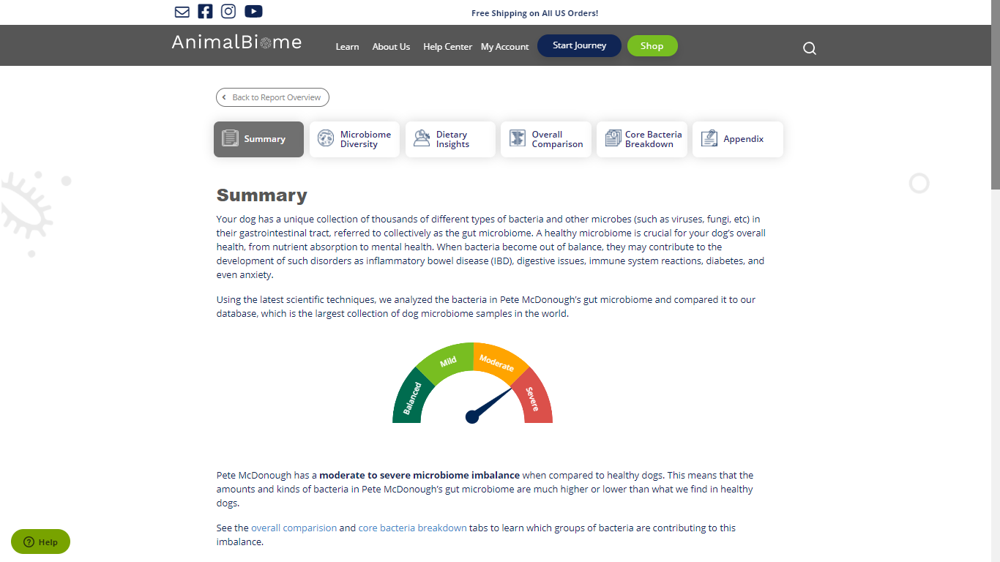 Free Shipping on All US Orders!
AnimalBiome
Learn About Us Help Center My Account Start Journey Shop
Back to Report Overview
Summary
Microbiome
Diversity
Dietary
Insights
Overall
Comparison
Core Bacteria
Breakdown
Appendix
Summary
Your dog has a unique collection of thousands of different types of bacteria and other microbes (such as viruses, fungi, etc) in
their gastrointestinal tract, referred to collectively as the gut microbiome. A healthy microbiome is crucial for your dog's overall
health, from nutrient absorption to mental health. When bacteria become out of balance, they may contribute to the
development of such disorders as inflammatory bowel disease (IBD), digestive issues, immune system reactions, diabetes, and
even anxiety.
Using the latest scientific techniques, we analyzed the bacteria in Pete McDonough's gut microbiome and compared it to our
database, which is the largest collection of dog microbiome samples in the world.
Balanced
Mild
Moderate
Severe
Pete McDonough has a moderate to severe microbiome imbalance when compared to healthy dogs. This means that the
amounts and kinds of bacteria in Pete McDonough's gut microbiome are much higher or lower than what we find in healthy
dogs.
See the overall comparision and core bacteria breakdown tabs to learn which groups of bacteria are contributing to this
imbalance.
Help